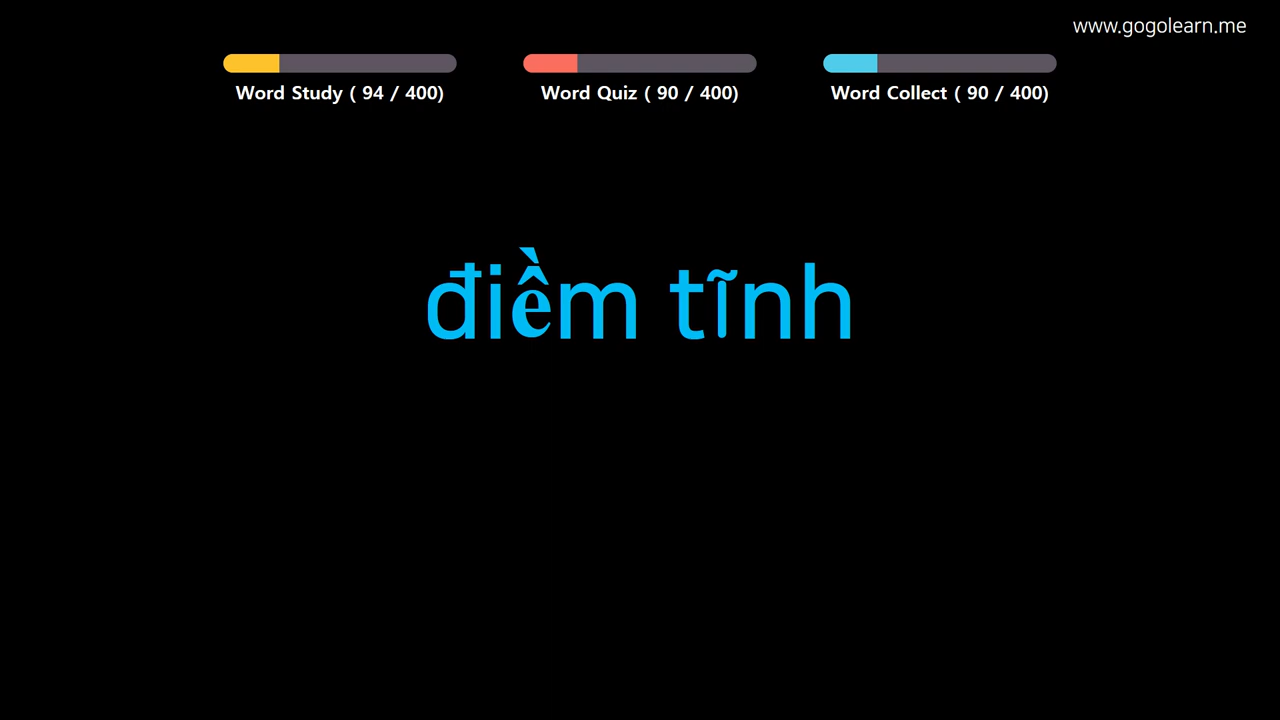 www.gogolearn.me
Word Study ( 94 / 400)
Word Quiz ( 90 / 400)
Word Collect ( 90 / 400)
điềm tĩnh